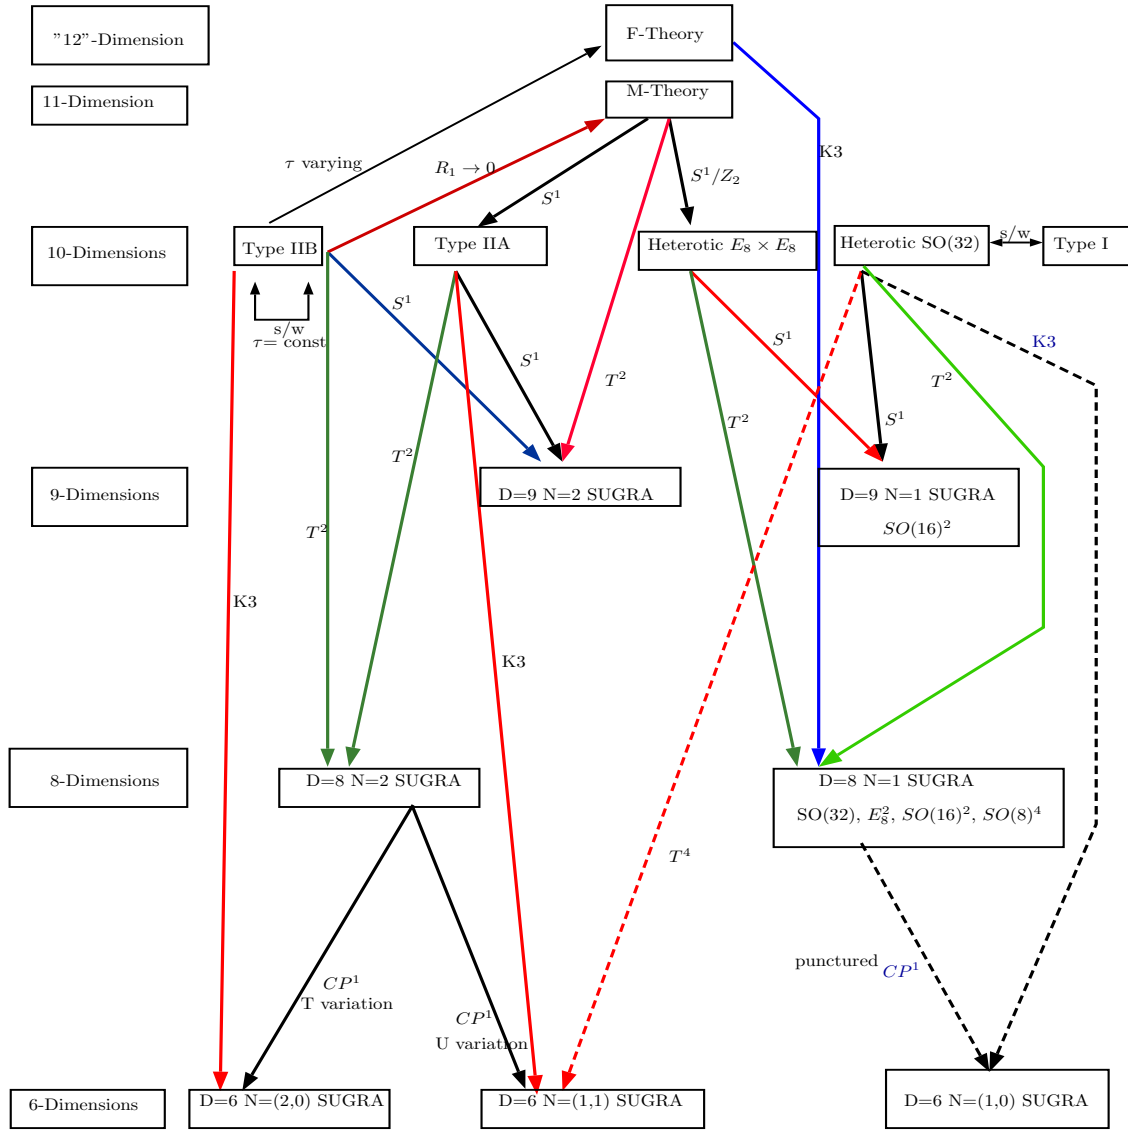 "12"-Dimension
F-Theory
11-Dimension
M-Theory
K3
τ varying
R₁ → 0
S¹
S¹/Z₂
10-Dimensions
Type IIB
Type IIA
Heterotic E₈ × E₈
Heterotic SO(32)
s/w
Type I
s/w
τ= const
S¹
S¹
S¹
K3
T²
T²
S¹
T²
T²
9-Dimensions
D=9 N=2 SUGRA
D=9 N=1 SUGRA
SO(16)²
T²
K3
K3
8-Dimensions
D=8 N=2 SUGRA
D=8 N=1 SUGRA
SO(32), E₈², SO(16)², SO(8)⁴
T⁴
punctured CP¹
CP¹
T variation
CP¹
U variation
6-Dimensions
D=6 N=(2,0) SUGRA
D=6 N=(1,1) SUGRA
D=6 N=(1,0) SUGRA